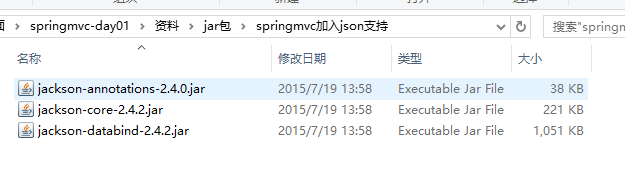 面 › springmvc-day01 › 资料 › jar包 › springmvc加入json支持
搜索"springm
名称 修改日期 类型 大小
jackson-annotations-2.4.0.jar 2015/7/19 13:58 Executable Jar File 38 KB
jackson-core-2.4.2.jar 2015/7/19 13:58 Executable Jar File 221 KB
jackson-databind-2.4.2.jar 2015/7/19 13:58 Executable Jar File 1,051 KB